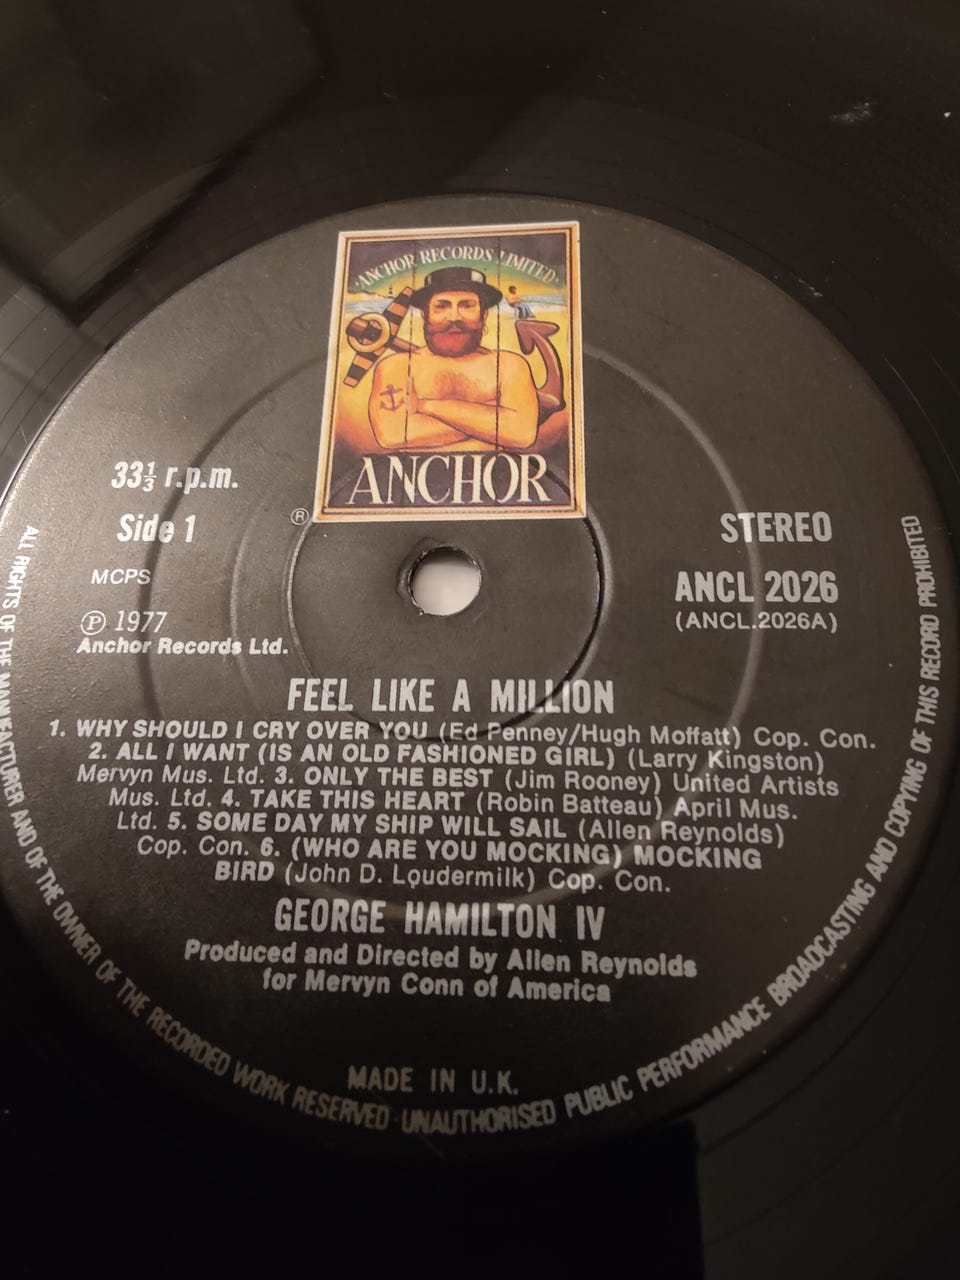 "ANCHOR RECORDS LIMITED"
ANCHOR
®
33⅓ r.p.m.
Side 1
MCPS
Ⓟ 1977
Anchor Records Ltd.
STEREO
ANCL 2026
(ANCL.2026A)
FEEL LIKE A MILLION
1. WHY SHOULD I CRY OVER YOU (Ed Penney/Hugh Moffatt) Cop. Con.
2. ALL I WANT (IS AN OLD FASHIONED GIRL) (Larry Kingston)
Mervyn Mus. Ltd. 3. ONLY THE BEST (Jim Rooney) United Artists
Mus. Ltd. 4. TAKE THIS HEART (Robin Batteau) April Mus.
Ltd. 5. SOME DAY MY SHIP WILL SAIL (Allen Reynolds)
Cop. Con. 6. (WHO ARE YOU MOCKING) MOCKING
BIRD (John D. Loudermilk) Cop. Con.
GEORGE HAMILTON IV
Produced and Directed by Allen Reynolds
for Mervyn Conn of America
MADE IN U.K.
ALL RIGHTS OF THE MANUFACTURER AND OF THE OWNER OF THE RECORDED WORK RESERVED UNAUTHORISED PUBLIC PERFORMANCE BROADCASTING AND COPYING OF THIS RECORD PROHIBITED